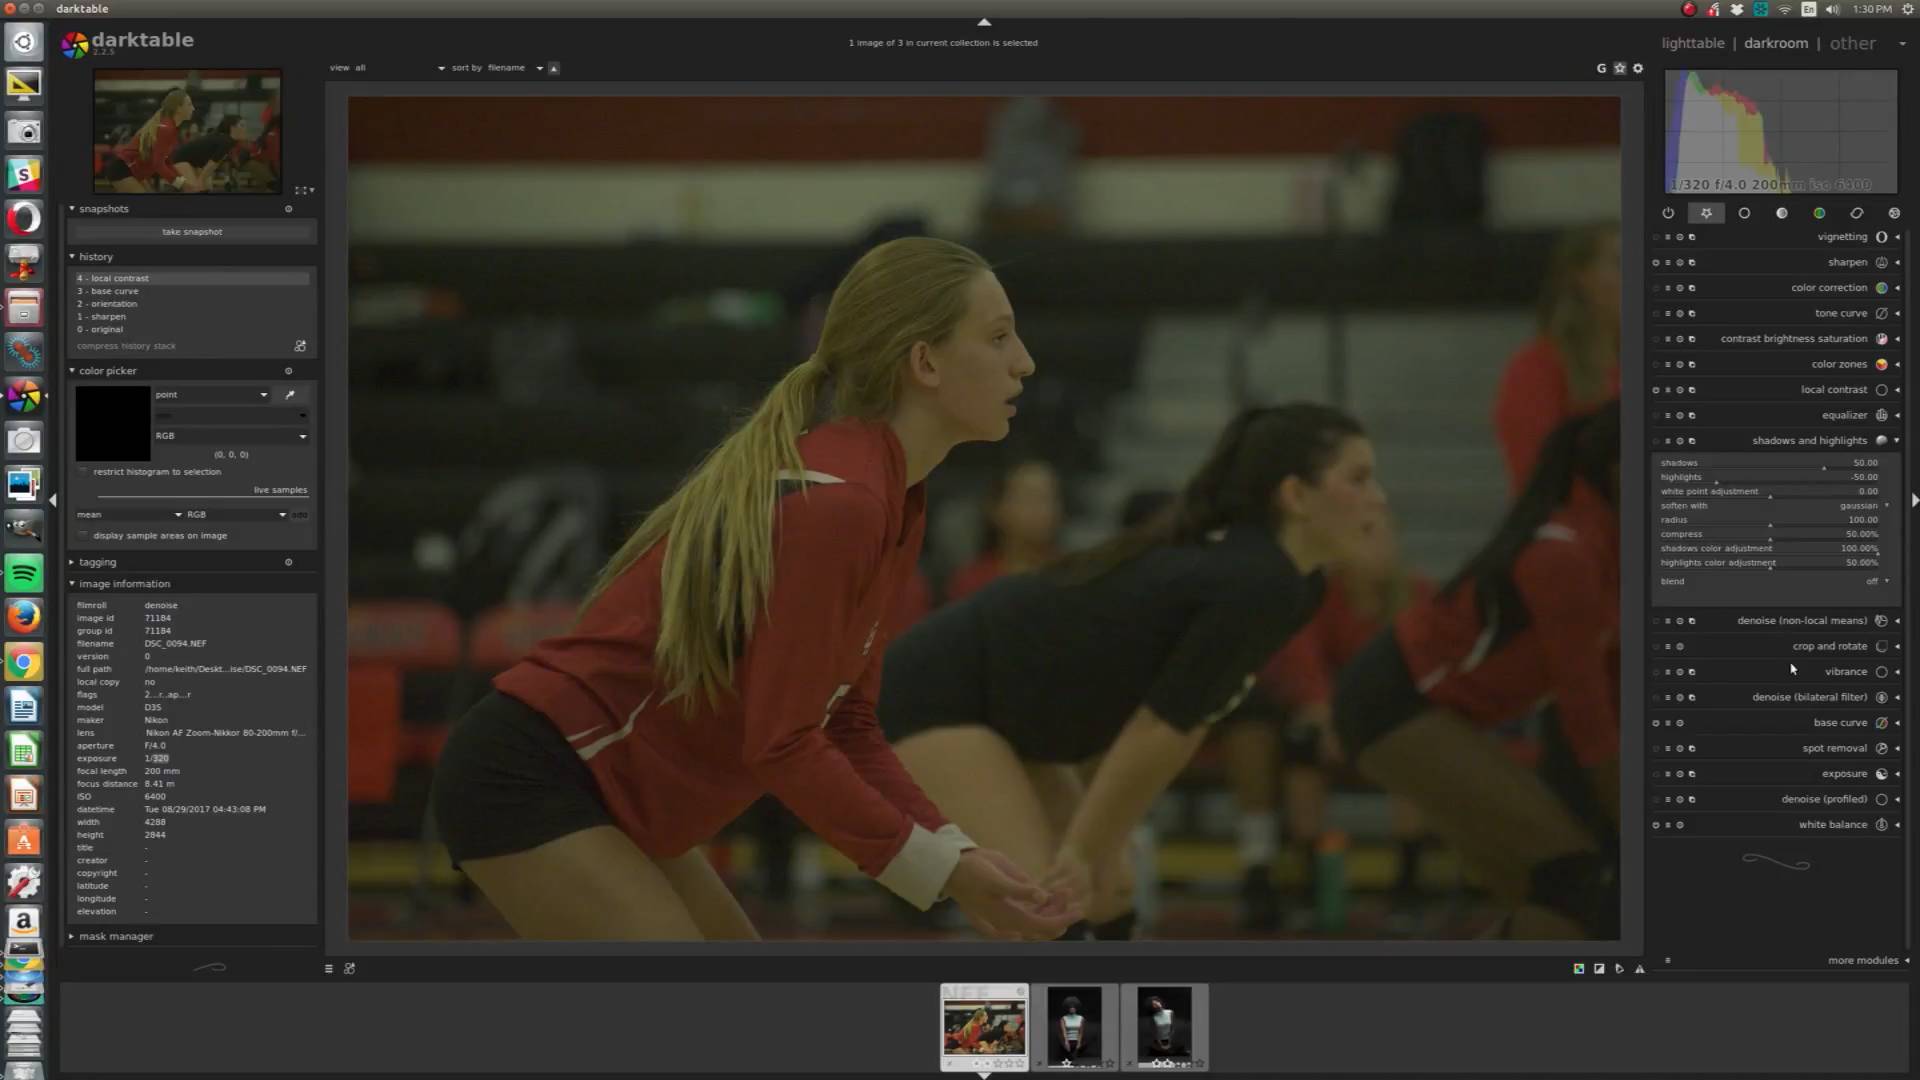 darktable
En
1:30 PM
darktable
2.2.5
1 image of 3 in current collection is selected
lighttable | darkroom | other
view all
sort by filename
G
1/320 f/4.0 200mm iso 6400
snapshots
take snapshot
history
4 - local contrast
3 - base curve
2 - orientation
1 - sharpen
0 - original
compress history stack
color picker
point
RGB
(0, 0, 0)
restrict histogram to selection
live samples
mean
RGB
add
display sample areas on image
tagging
image information
filmroll denoise
image id 71184
group id 71184
filename DSC_0094.NEF
version 0
full path /home/keith/Deskt...ise/DSC_0094.NEF
local copy no
flags 2...r..ap...r
model D3S
maker Nikon
lens Nikon AF Zoom-Nikkor 80-200mm f/...
aperture F/4.0
exposure 1/320
focal length 200 mm
focus distance 8.41 m
ISO 6400
datetime Tue 08/29/2017 04:43:08 PM
width 4288
height 2844
title -
creator -
copyright -
latitude -
longitude -
elevation -
mask manager
vignetting
sharpen
color correction
tone curve
contrast brightness saturation
color zones
local contrast
equalizer
shadows and highlights
shadows 50.00
highlights -50.00
white point adjustment 0.00
soften with gaussian
radius 100.00
compress 50.00%
shadows color adjustment 100.00%
highlights color adjustment 50.00%
blend off
denoise (non-local means)
crop and rotate
vibrance
denoise (bilateral filter)
base curve
spot removal
exposure
denoise (profiled)
white balance
more modules
NEF